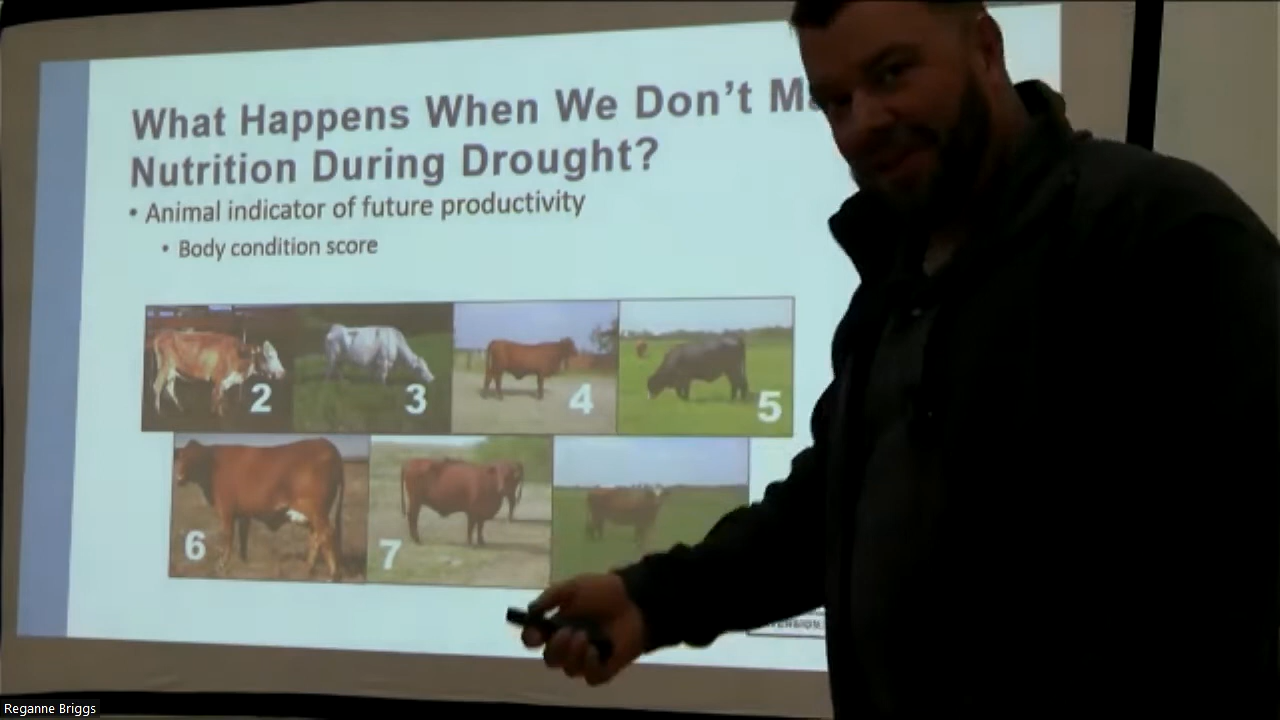 What Happens When We Don't
Nutrition During Drought?
• Animal indicator of future productivity
• Body condition score
2
3
4
5
6
7
Reganne Briggs